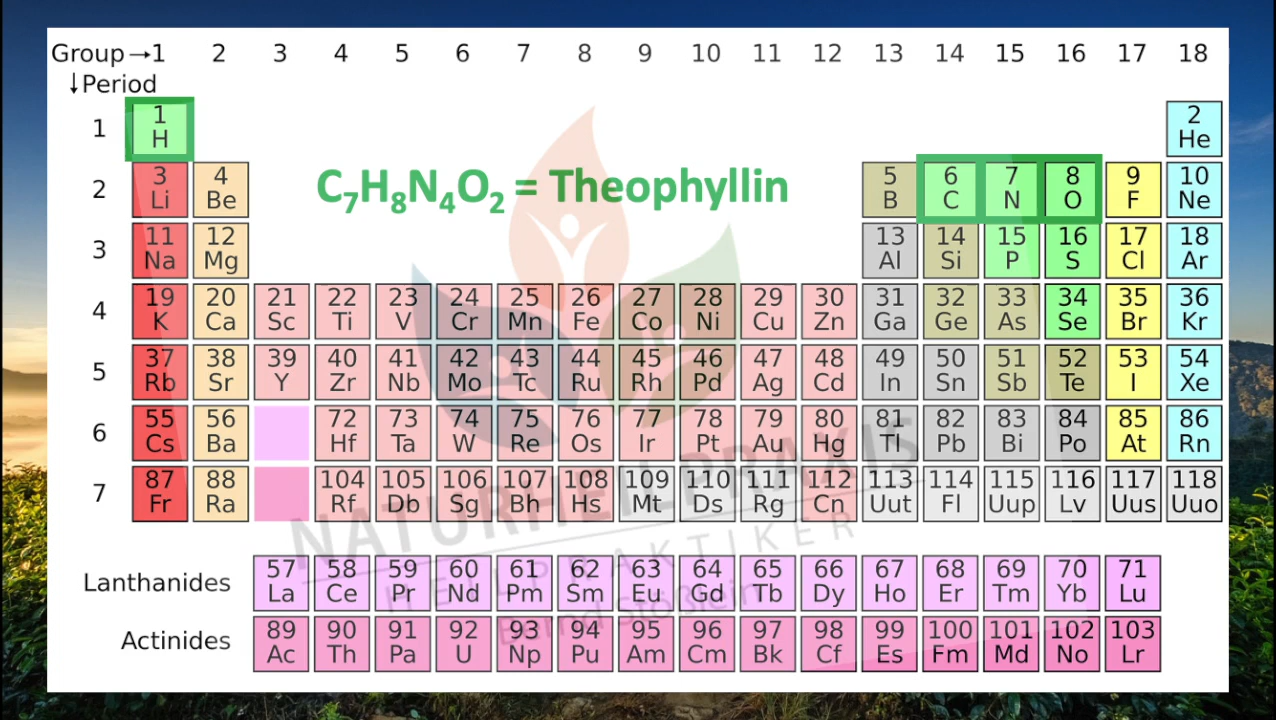 Group →1 2 3 4 5 6 7 8 9 10 11 12 13 14 15 16 17 18
↓Period
1 1 2
H He
2 3 4 5 6 7 8 9 10
Li Be B C N O F Ne
C₇H₈N₄O₂ = Theophyllin
3 11 12 13 14 15 16 17 18
Na Mg Al Si P S Cl Ar
4 19 20 21 22 23 24 25 26 27 28 29 30 31 32 33 34 35 36
K Ca Sc Ti V Cr Mn Fe Co Ni Cu Zn Ga Ge As Se Br Kr
5 37 38 39 40 41 42 43 44 45 46 47 48 49 50 51 52 53 54
Rb Sr Y Zr Nb Mo Tc Ru Rh Pd Ag Cd In Sn Sb Te I Xe
6 55 56 72 73 74 75 76 77 78 79 80 81 82 83 84 85 86
Cs Ba Hf Ta W Re Os Ir Pt Au Hg Tl Pb Bi Po At Rn
7 87 88 104 105 106 107 108 109 110 111 112 113 114 115 116 117 118
Fr Ra Rf Db Sg Bh Hs Mt Ds Rg Cn Uut Fl Uup Lv Uus Uuo
NATURHEILPRAXIS
HEILPRAKTIKER
Bernd Stößlein
Lanthanides 57 58 59 60 61 62 63 64 65 66 67 68 69 70 71
La Ce Pr Nd Pm Sm Eu Gd Tb Dy Ho Er Tm Yb Lu
Actinides 89 90 91 92 93 94 95 96 97 98 99 100 101 102 103
Ac Th Pa U Np Pu Am Cm Bk Cf Es Fm Md No Lr